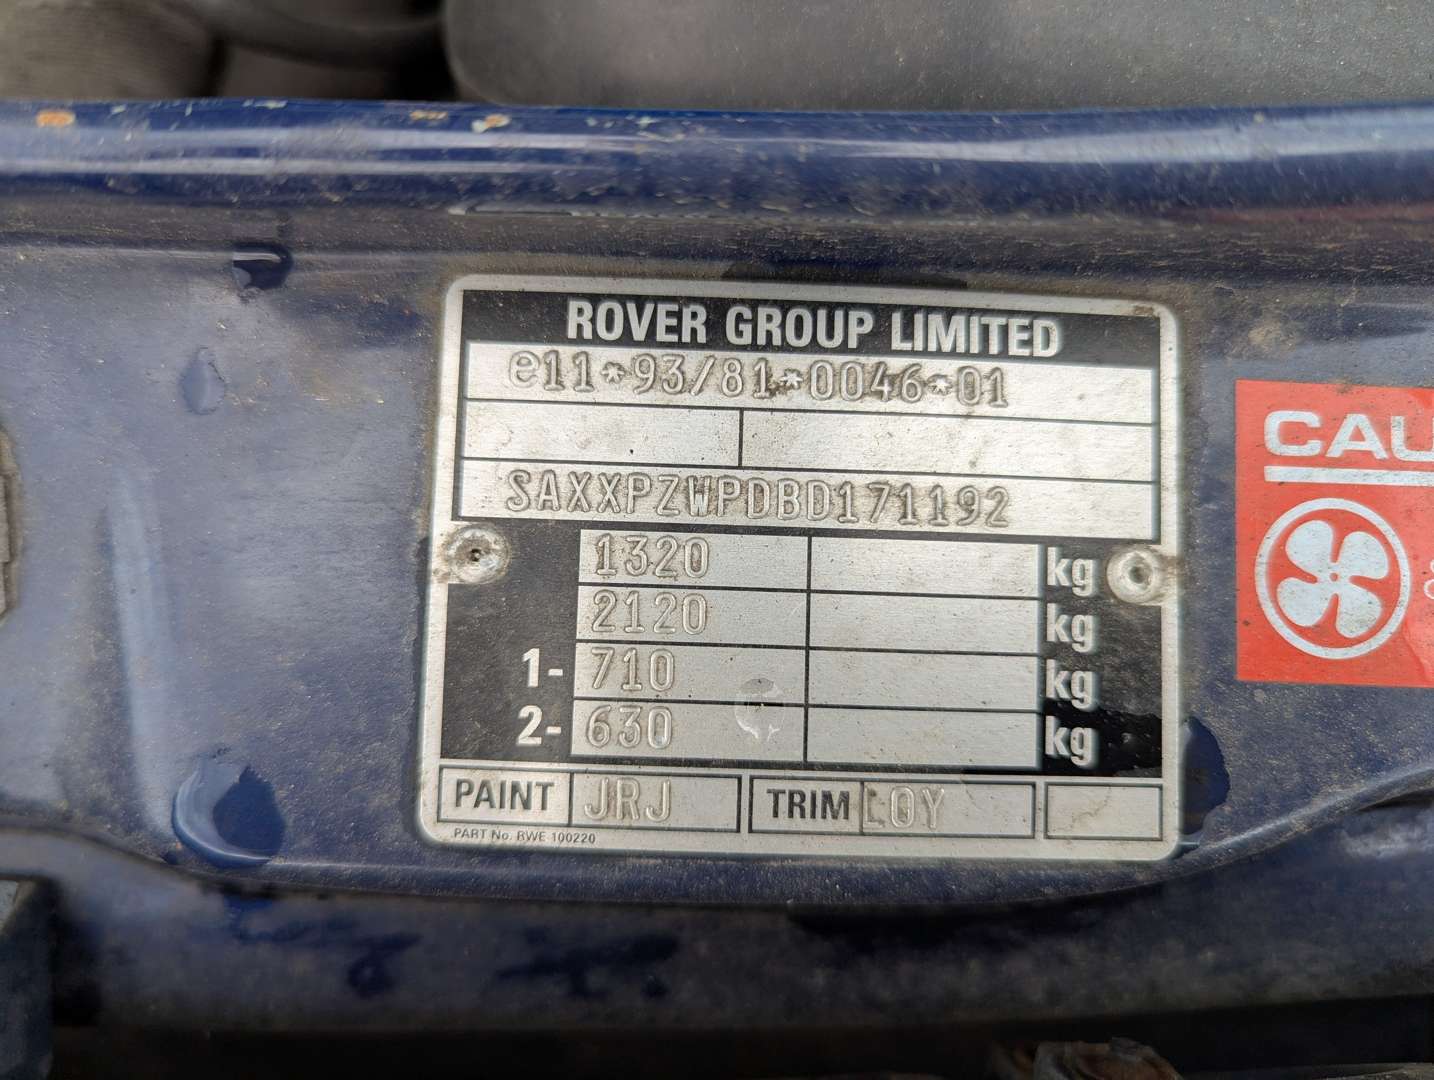 ROVER GROUP LIMITED
e11*93/81*0046*01
SAXXPZWPDBD171192
1320 kg
2120 kg
1- 710 kg
2- 630 kg
PAINT JRJ TRIM LOY
PART No. RWE 100220
CAU